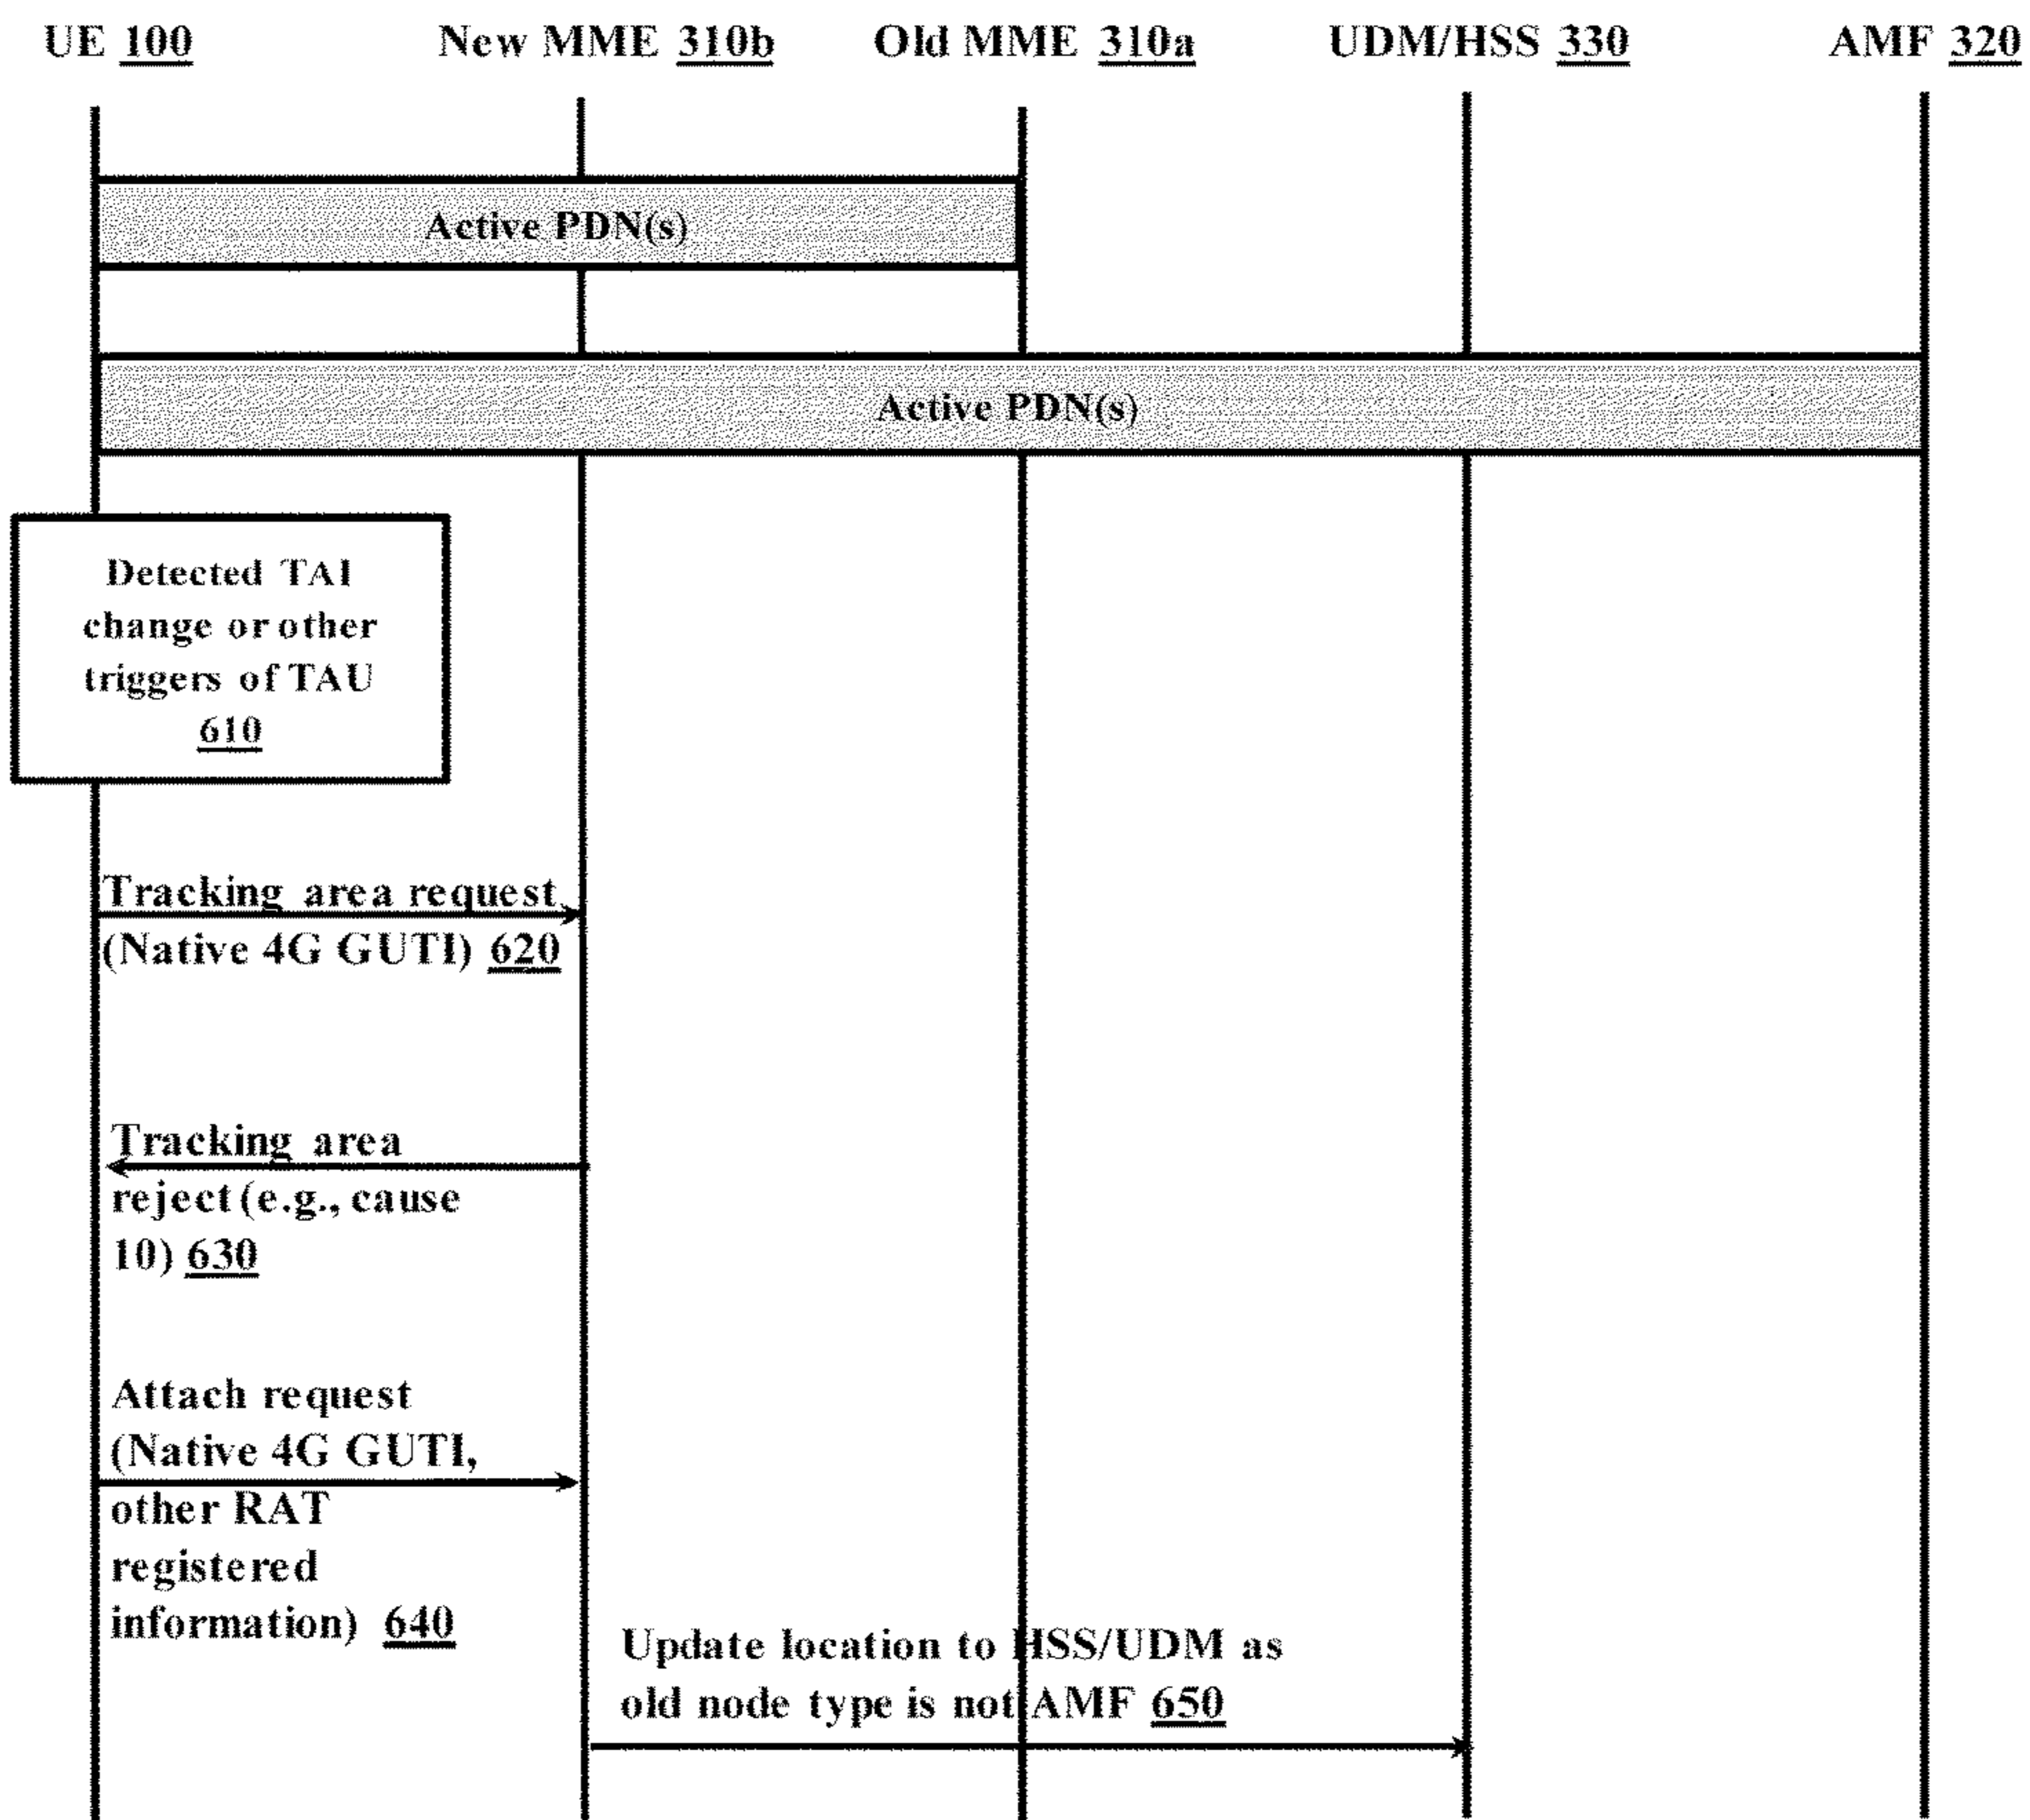 UE 100
New MME 310b
Old MME 310a
UDM/HSS 330
AMF 320
Active PDN(s)
Active PDN(s)
Detected TAI
change or other
triggers of TAU
610
Tracking area request
(Native 4G GUTI) 620
Tracking area
reject (e.g., cause
10) 630
Attach request
(Native 4G GUTI,
other RAT
registered
information) 640
Update location to HSS/UDM as
old node type is not AMF 650